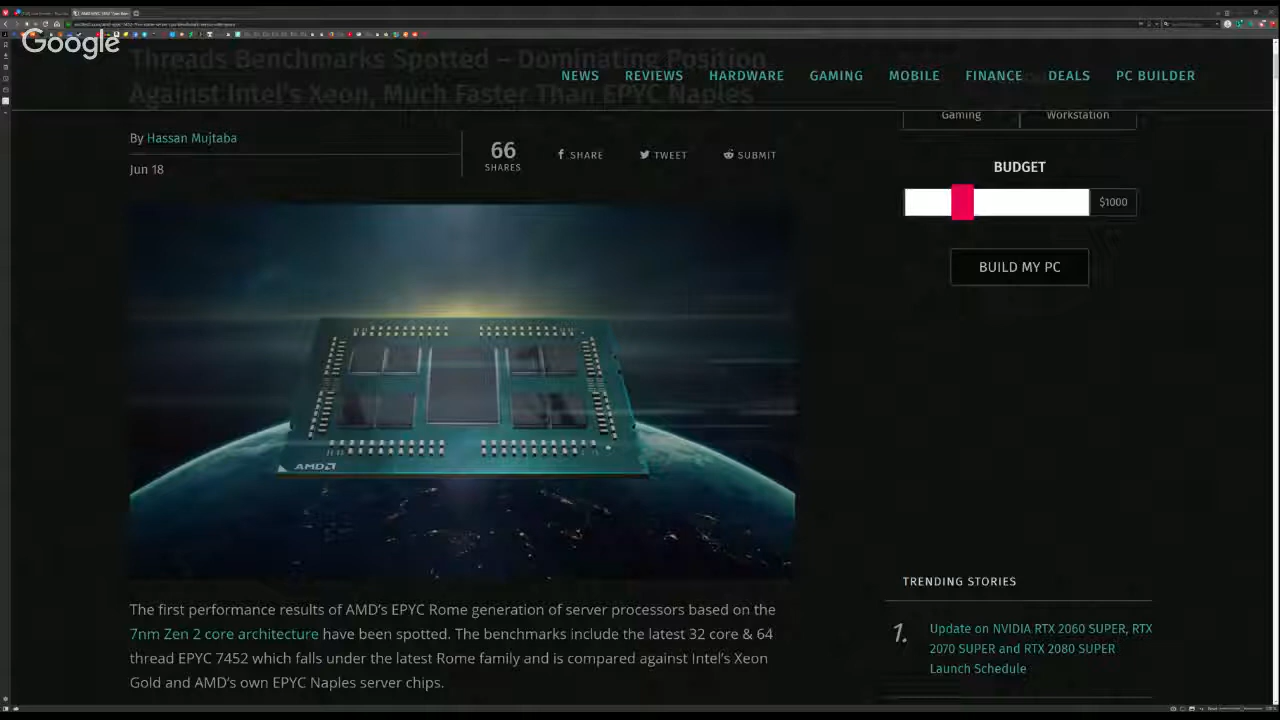 Google
Threads Benchmarks Spotted – Dominating Position
Against Intel's Xeon, Much Faster Than EPYC Naples
NEWS REVIEWS HARDWARE GAMING MOBILE FINANCE DEALS PC BUILDER
By Hassan Mujtaba
Jun 18
66
SHARES
SHARE
TWEET
SUBMIT
Gaming
Workstation
BUDGET
$1000
BUILD MY PC
AMD
The first performance results of AMD's EPYC Rome generation of server processors based on the
7nm Zen 2 core architecture have been spotted. The benchmarks include the latest 32 core & 64
thread EPYC 7452 which falls under the latest Rome family and is compared against Intel's Xeon
Gold and AMD's own EPYC Naples server chips.
TRENDING STORIES
1.
Update on NVIDIA RTX 2060 SUPER, RTX
2070 SUPER and RTX 2080 SUPER
Launch Schedule